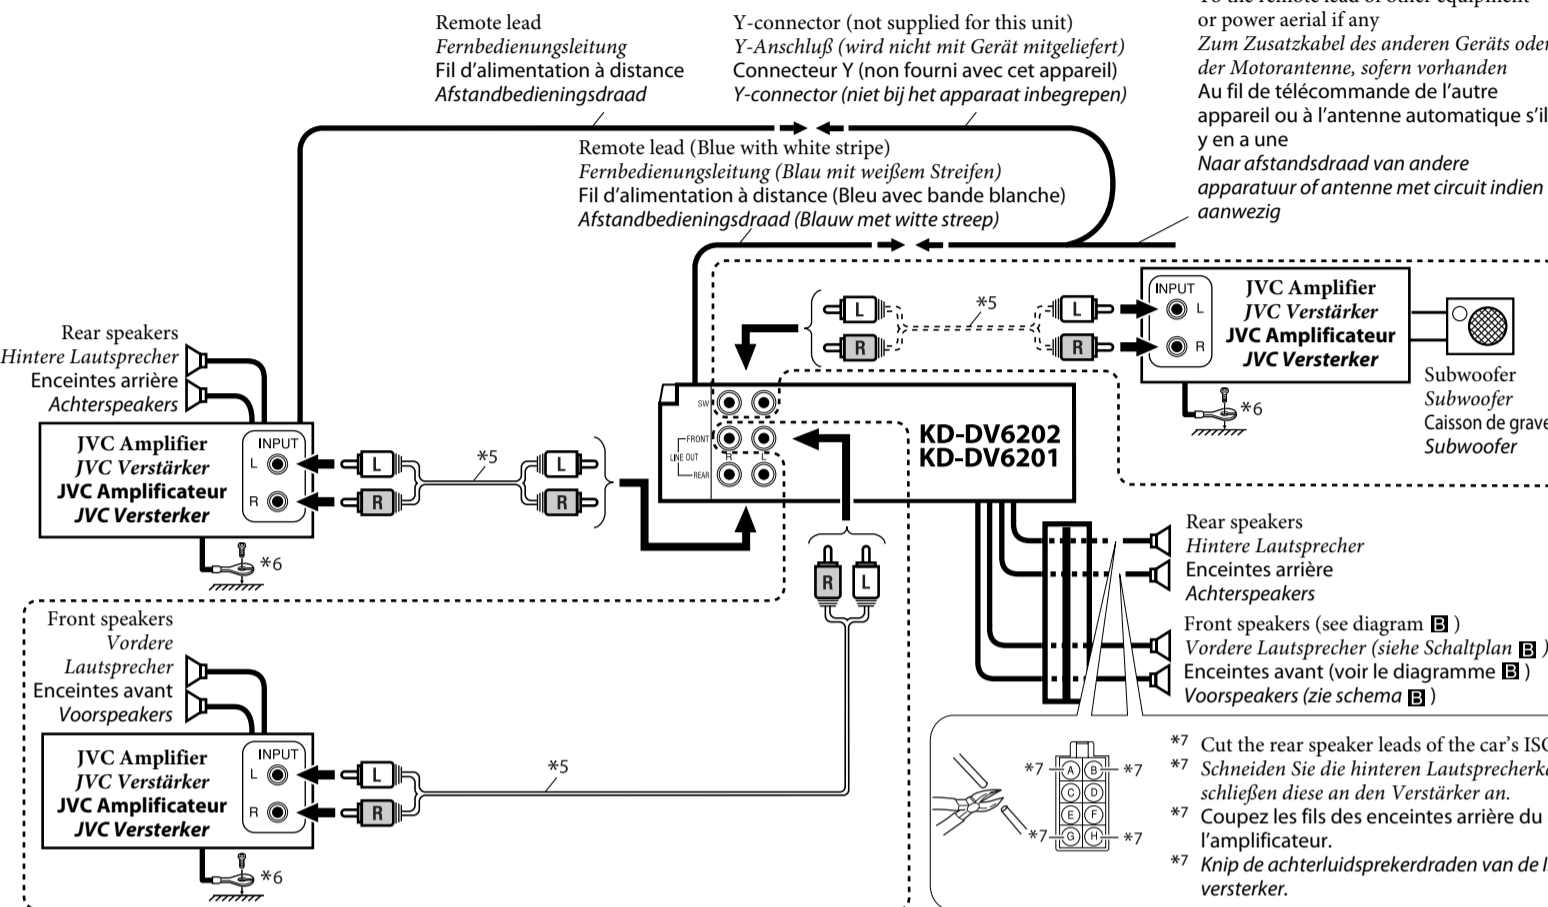 Remote lead
Fernbedienungsleitung
Fil d’alimentation à distance
Afstandbedieningsdraad
Y-connector (not supplied for this unit)
Y-Anschluß (wird nicht mit Gerät mitgeliefert)
Connecteur Y (non fourni avec cet appareil)
Y-connector (niet bij het apparaat inbegrepen)
To the remote lead of other equipment
or power aerial if any
Zum Zusatzkabel des anderen Geräts oder
der Motorantenne, sofern vorhanden
Au fil de télécommande de l’autre
appareil ou à l’antenne automatique s’il
y en a une
Naar afstandsdraad van andere
apparatuur of antenne met circuit indien
aanwezig
Remote lead (Blue with white stripe)
Fernbedienungsleitung (Blau mit weißem Streifen)
Fil d’alimentation à distance (Bleu avec bande blanche)
Afstandbedieningsdraad (Blauw met witte streep)
L
R
*5
L
R
INPUT
L
R
JVC Amplifier
JVC Verstärker
JVC Amplificateur
JVC Versterker
*6
Subwoofer
Subwoofer
Caisson de grave
Subwoofer
Rear speakers
Hintere Lautsprecher
Enceintes arrière
Achterspeakers
JVC Amplifier
JVC Verstärker
JVC Amplificateur
JVC Versterker
INPUT
L
R
L
R
*5
L
R
*6
SW
FRONT
LINE OUT
R L
REAR
KD-DV6202
KD-DV6201
R L
Rear speakers
Hintere Lautsprecher
Enceintes arrière
Achterspeakers
Front speakers (see diagram B )
Vordere Lautsprecher (siehe Schaltplan B )
Enceintes avant (voir le diagramme B )
Voorspeakers (zie schema B )
Front speakers
Vordere
Lautsprecher
Enceintes avant
Voorspeakers
JVC Amplifier
JVC Verstärker
JVC Amplificateur
JVC Versterker
INPUT
L
R
L
R
*5
*6
*7 A B *7
C D
E F
*7 G H *7
*7 Cut the rear speaker leads of the car’s ISO
*7 Schneiden Sie die hinteren
schließen diese an den Verstärker an.
*7 Coupez les fils des enceintes arrière du
l’amplificateur.
*7 Knip de achterluidsprekerdraden van de
versterker.